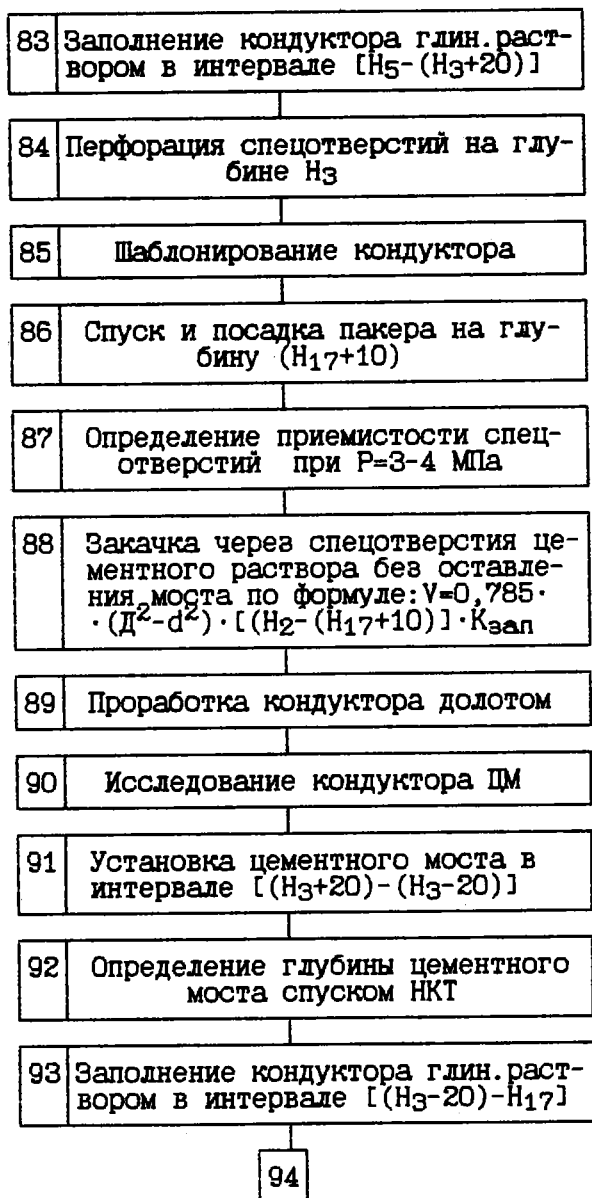 83 Заполнение кондуктора глин.раст-
вором в интервале [H5-(H3+20)]
84 Перфорация спецотверстий на глу-
бине H3
85 Шаблонирование кондуктора
86 Спуск и посадка пакера на глу-
бину (H17+10)
87 Определение приемистости спец-
отверстий при P=3-4 МПа
88 Закачка через спецотверстия це-
ментного раствора без оставле-
ния моста по формуле:V=0,785·
·(Д²-d²)·[(H2-(H17+10)]·Kзап
89 Проработка кондуктора долотом
90 Исследование кондуктора ЦМ
91 Установка цементного моста в
интервале [(H3+20)-(H3-20)]
92 Определение глубины цементного
моста спуском НКТ
93 Заполнение кондуктора глин.раст-
вором в интервале [(H3-20)-H17]
94